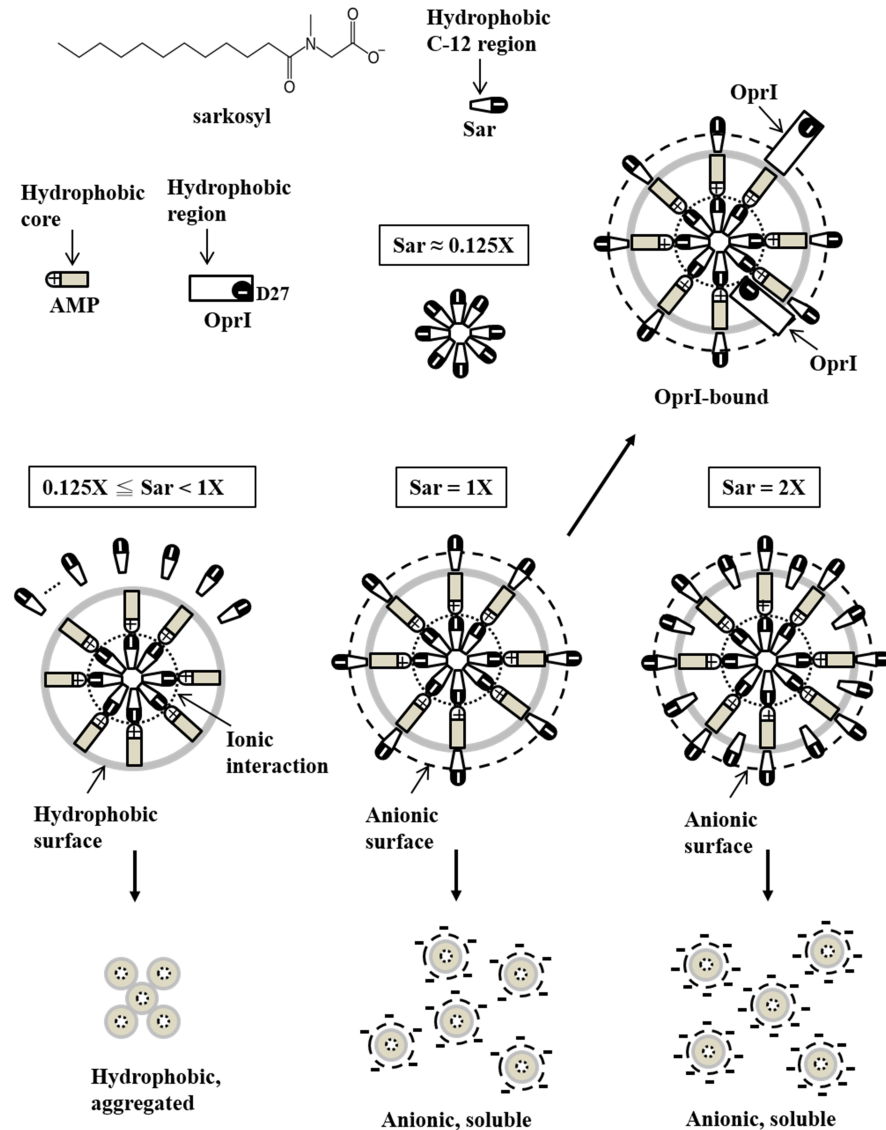 O
N
O
O⁻
O
sarkosyl
Hydrophobic
C-12 region
Sar
OprI
Hydrophobic
core
AMP
Hydrophobic
region
D27
OprI
Sar ≈ 0.125X
OprI
OprI-bound
0.125X ≦ Sar < 1X
Sar = 1X
Sar = 2X
Ionic
interaction
Hydrophobic
surface
Anionic
surface
Anionic
surface
Hydrophobic,
aggregated
Anionic, soluble
Anionic, soluble